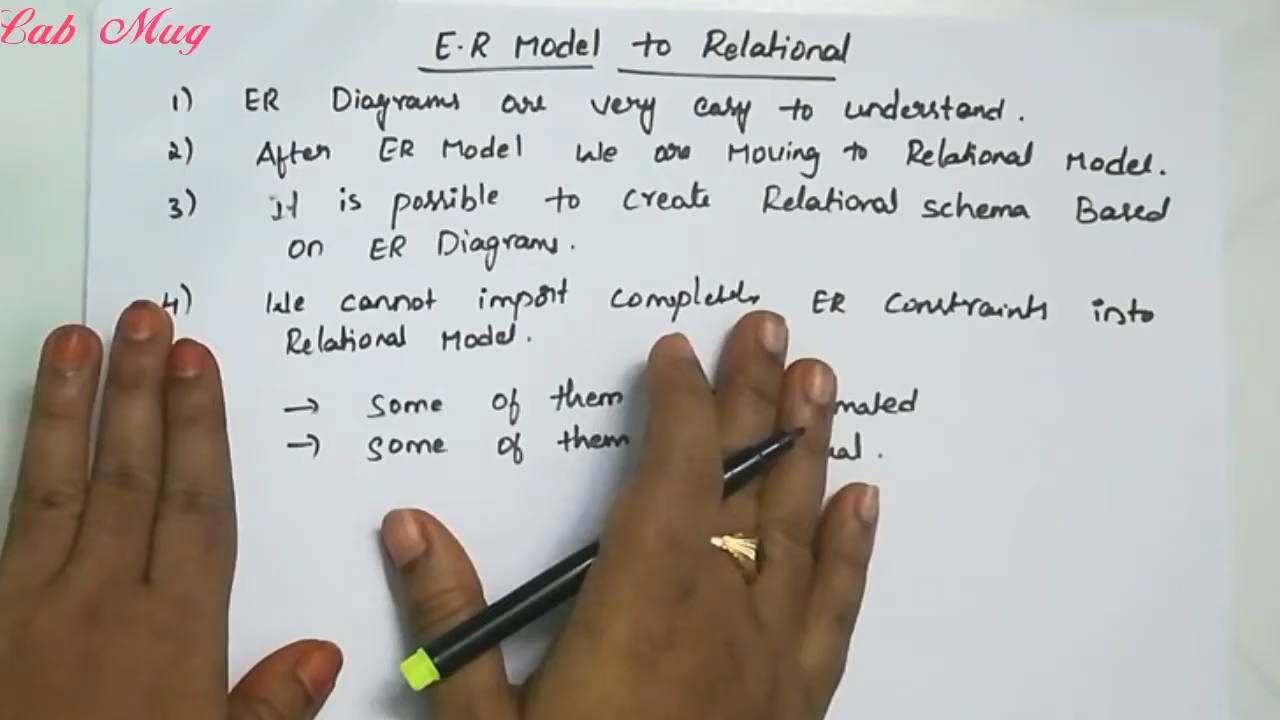 Lab Mug
E.R Model to Relational
1) ER Diagrams are very easy to understand.
2) After ER Model we are Moving to Relational Model.
3) It is possible to create Relational schema Based
on ER Diagrams.
4) We cannot import completely ER constraints into
Relational Model.
→ some of them
→ some of them